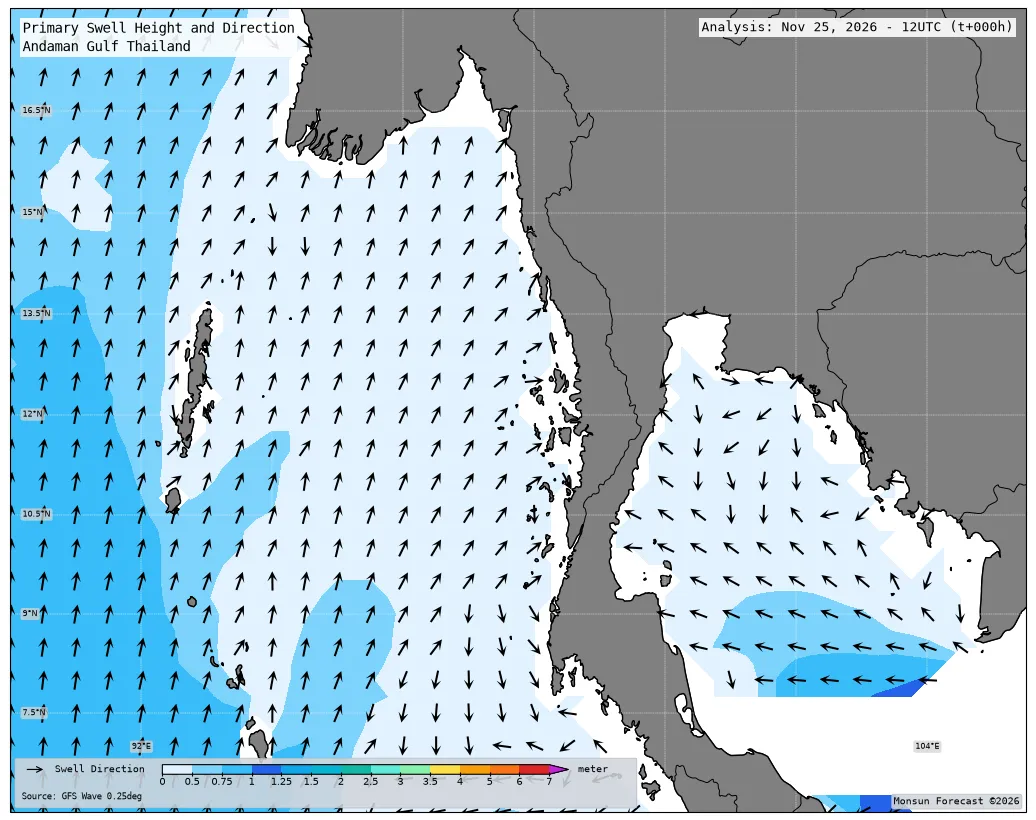 Primary Swell Height and Direction
Andaman Gulf Thailand
Analysis: Nov 25, 2026 - 12UTC (t+000h)
16.5°N
15°N
13.5°N
12°N
10.5°N
9°N
7.5°N
92°E
104°E
Swell Direction
0 0.5 0.75 1 1.25 1.5 2 2.5 3 3.5 4 5 6 7 meter
Source: GFS Wave 0.25deg
Monsun Forecast ©2026